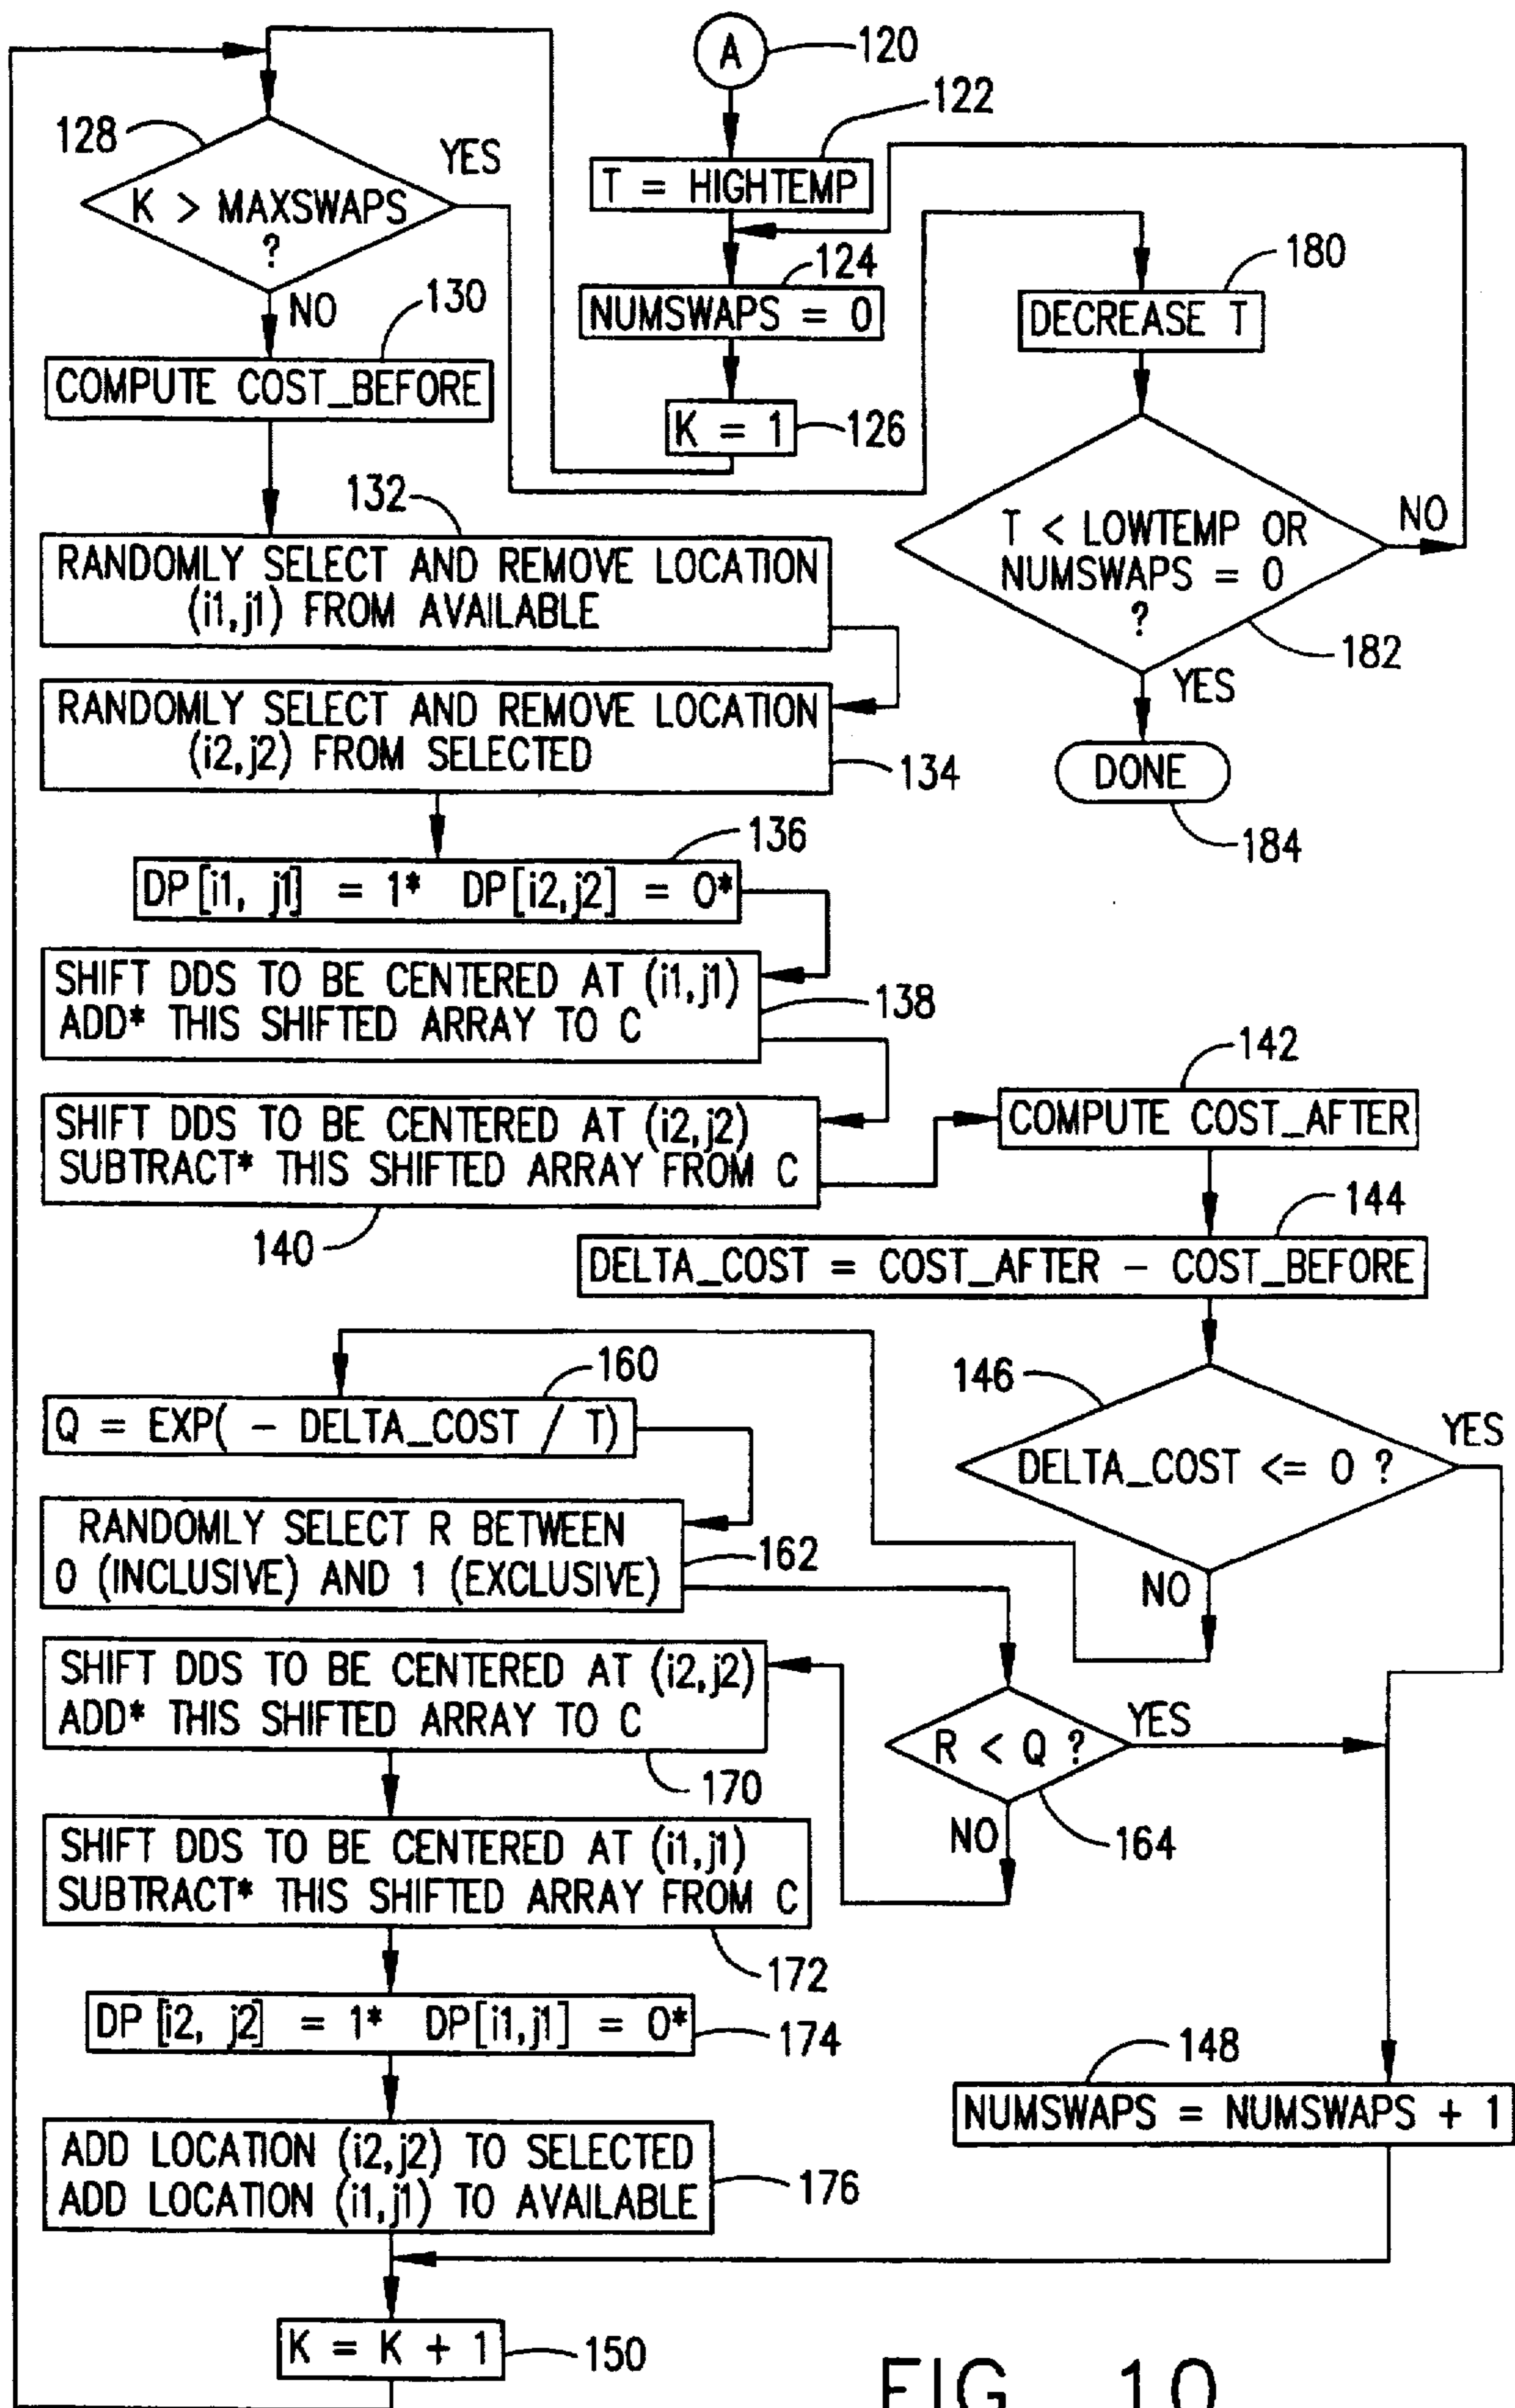 A
120
122
T = HIGHTEMP
124
NUMSWAPS = 0
K = 1
126
128
K > MAXSWAPS
?
YES
NO
130
COMPUTE COST_BEFORE
132
RANDOMLY SELECT AND REMOVE LOCATION
(i1,j1) FROM AVAILABLE
RANDOMLY SELECT AND REMOVE LOCATION
(i2,j2) FROM SELECTED
134
136
DP[i1, j1] = 1* DP[i2,j2] = 0*
SHIFT DDS TO BE CENTERED AT (i1,j1)
ADD* THIS SHIFTED ARRAY TO C
138
SHIFT DDS TO BE CENTERED AT (i2,j2)
SUBTRACT* THIS SHIFTED ARRAY FROM C
140
180
DECREASE T
T < LOWTEMP OR
NUMSWAPS = 0
?
NO
182
YES
DONE
184
142
COMPUTE COST_AFTER
144
DELTA_COST = COST_AFTER - COST_BEFORE
146
DELTA_COST <= 0 ?
YES
NO
160
Q = EXP( - DELTA_COST / T)
RANDOMLY SELECT R BETWEEN
0 (INCLUSIVE) AND 1 (EXCLUSIVE)
162
R < Q ?
YES
NO
164
SHIFT DDS TO BE CENTERED AT (i2,j2)
ADD* THIS SHIFTED ARRAY TO C
170
SHIFT DDS TO BE CENTERED AT (i1,j1)
SUBTRACT* THIS SHIFTED ARRAY FROM C
172
DP [i2, j2] = 1* DP[i1,j1] = 0*
174
148
NUMSWAPS = NUMSWAPS + 1
ADD LOCATION (i2,j2) TO SELECTED
ADD LOCATION (i1,j1) TO AVAILABLE
176
K = K + 1
150
FIG. 10